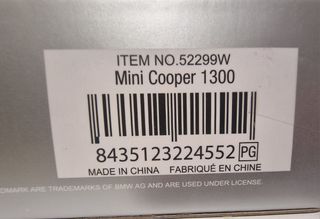 ITEM NO.52299W
Mini Cooper 1300
8435123224552 PG
MADE IN CHINA FABRIQUÉ EN CHINE
DMARK ARE TRADEMARKS OF BMW AG AND ARE USED UNDER LICENSE.